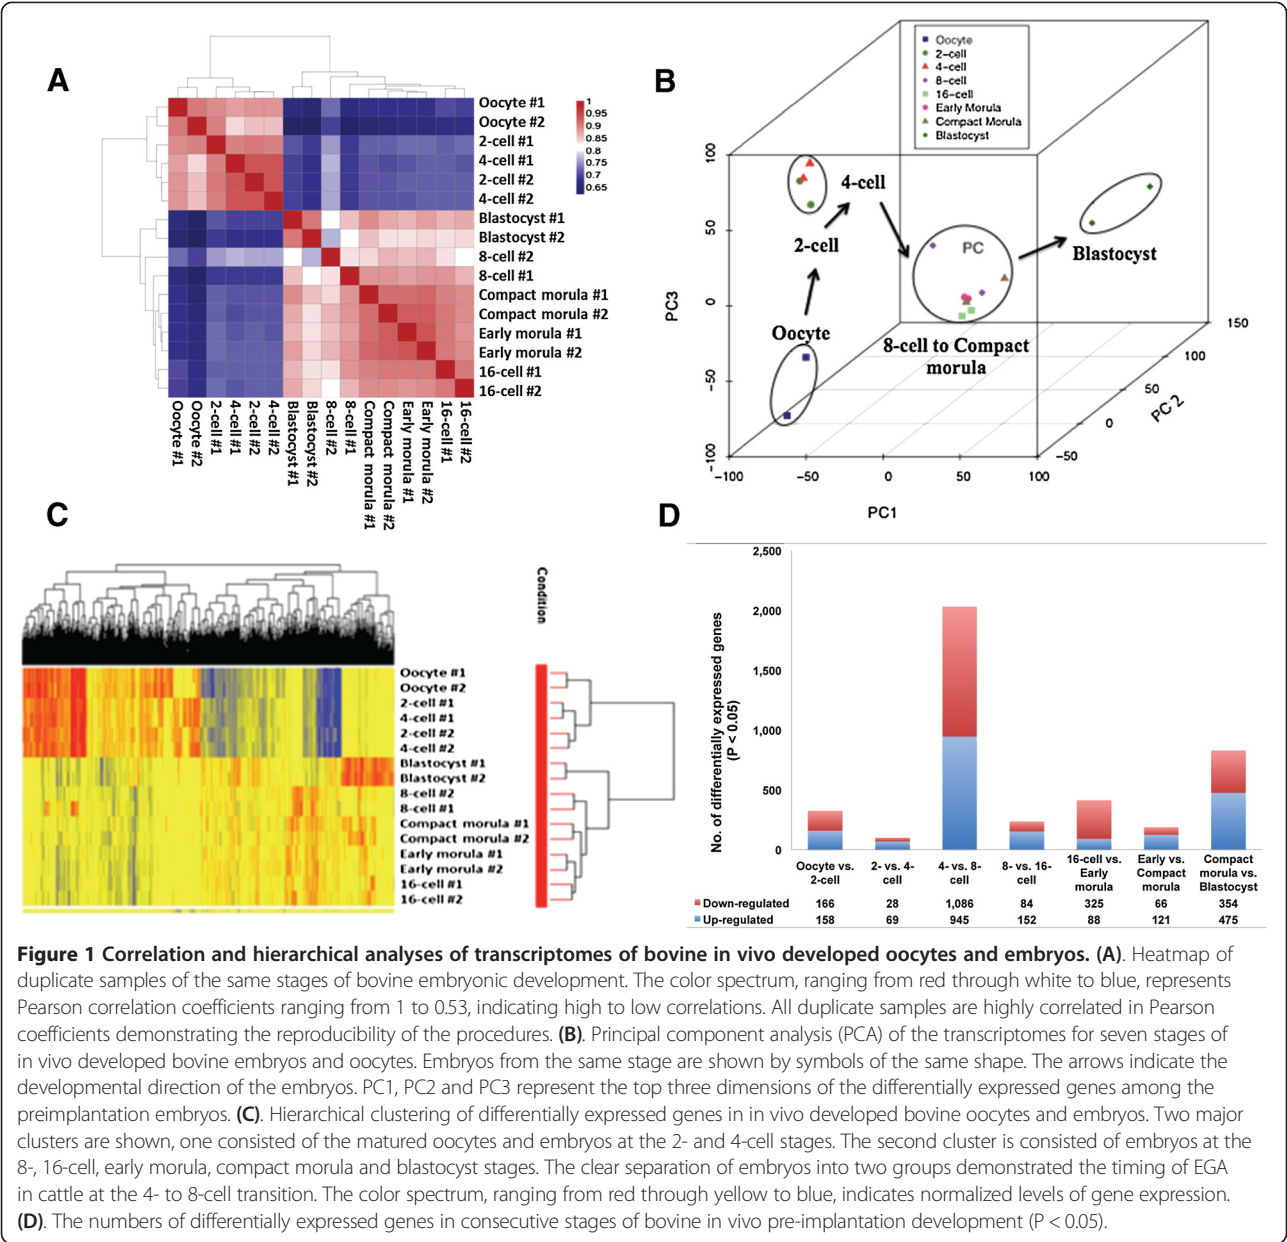 A
Oocyte #1
Oocyte #2
2-cell #1
4-cell #1
2-cell #2
4-cell #2
Blastocyst #1
Blastocyst #2
8-cell #2
8-cell #1
Compact morula #1
Compact morula #2
Early morula #1
Early morula #2
16-cell #1
16-cell #2
1
0.95
0.9
0.85
0.8
0.75
0.7
0.65
Oocyte #1
Oocyte #2
2-cell #1
4-cell #1
2-cell #2
4-cell #2
Blastocyst #1
Blastocyst #2
8-cell #2
8-cell #1
Compact morula #1
Compact morula #2
Early morula #1
Early morula #2
16-cell #1
16-cell #2
B
Oocyte
2-cell
4-cell
8-cell
16-cell
Early Morula
Compact Morula
Blastocyst
100
50
0
−50
−100
PC3
4-cell
2-cell
Oocyte
PC
8-cell to Compact
morula
Blastocyst
150
100
50
0
−50
PC 2
−100
−50
0
50
100
PC1
C
Condition
Oocyte #1
Oocyte #2
2-cell #1
4-cell #1
2-cell #2
4-cell #2
Blastocyst #1
Blastocyst #2
8-cell #2
8-cell #1
Compact morula #1
Compact morula #2
Early morula #1
Early morula #2
16-cell #1
16-cell #2
D
No. of differentially expressed genes
(P < 0.05)
2,500
2,000
1,500
1,000
500
0
Oocyte vs. 2- vs. 4- 4- vs. 8- 8- vs. 16- 16-cell vs. Early vs. Compact
2-cell cell cell cell Early Compact morula vs.
morula morula Blastocyst
Down-regulated 166 28 1,086 84 325 66 354
Up-regulated 158 69 945 152 88 121 475
Figure 1 Correlation and hierarchical analyses of transcriptomes of bovine in vivo developed oocytes and embryos. (A). Heatmap of
duplicate samples of the same stages of bovine embryonic development. The color spectrum, ranging from red through white to blue, represents
Pearson correlation coefficients ranging from 1 to 0.53, indicating high to low correlations. All duplicate samples are highly correlated in Pearson
coefficients demonstrating the reproducibility of the procedures. (B). Principal component analysis (PCA) of the transcriptomes for seven stages of
in vivo developed bovine embryos and oocytes. Embryos from the same stage are shown by symbols of the same shape. The arrows indicate the
developmental direction of the embryos. PC1, PC2 and PC3 represent the top three dimensions of the differentially expressed genes among the
preimplantation embryos. (C). Hierarchical clustering of differentially expressed genes in in vivo developed bovine oocytes and embryos. Two major
clusters are shown, one consisted of the matured oocytes and embryos at the 2- and 4-cell stages. The second cluster is consisted of embryos at the
8-, 16-cell, early morula, compact morula and blastocyst stages. The clear separation of embryos into two groups demonstrated the timing of EGA
in cattle at the 4- to 8-cell transition. The color spectrum, ranging from red through yellow to blue, indicates normalized levels of gene expression.
(D). The numbers of differentially expressed genes in consecutive stages of bovine in vivo pre-implantation development (P < 0.05).